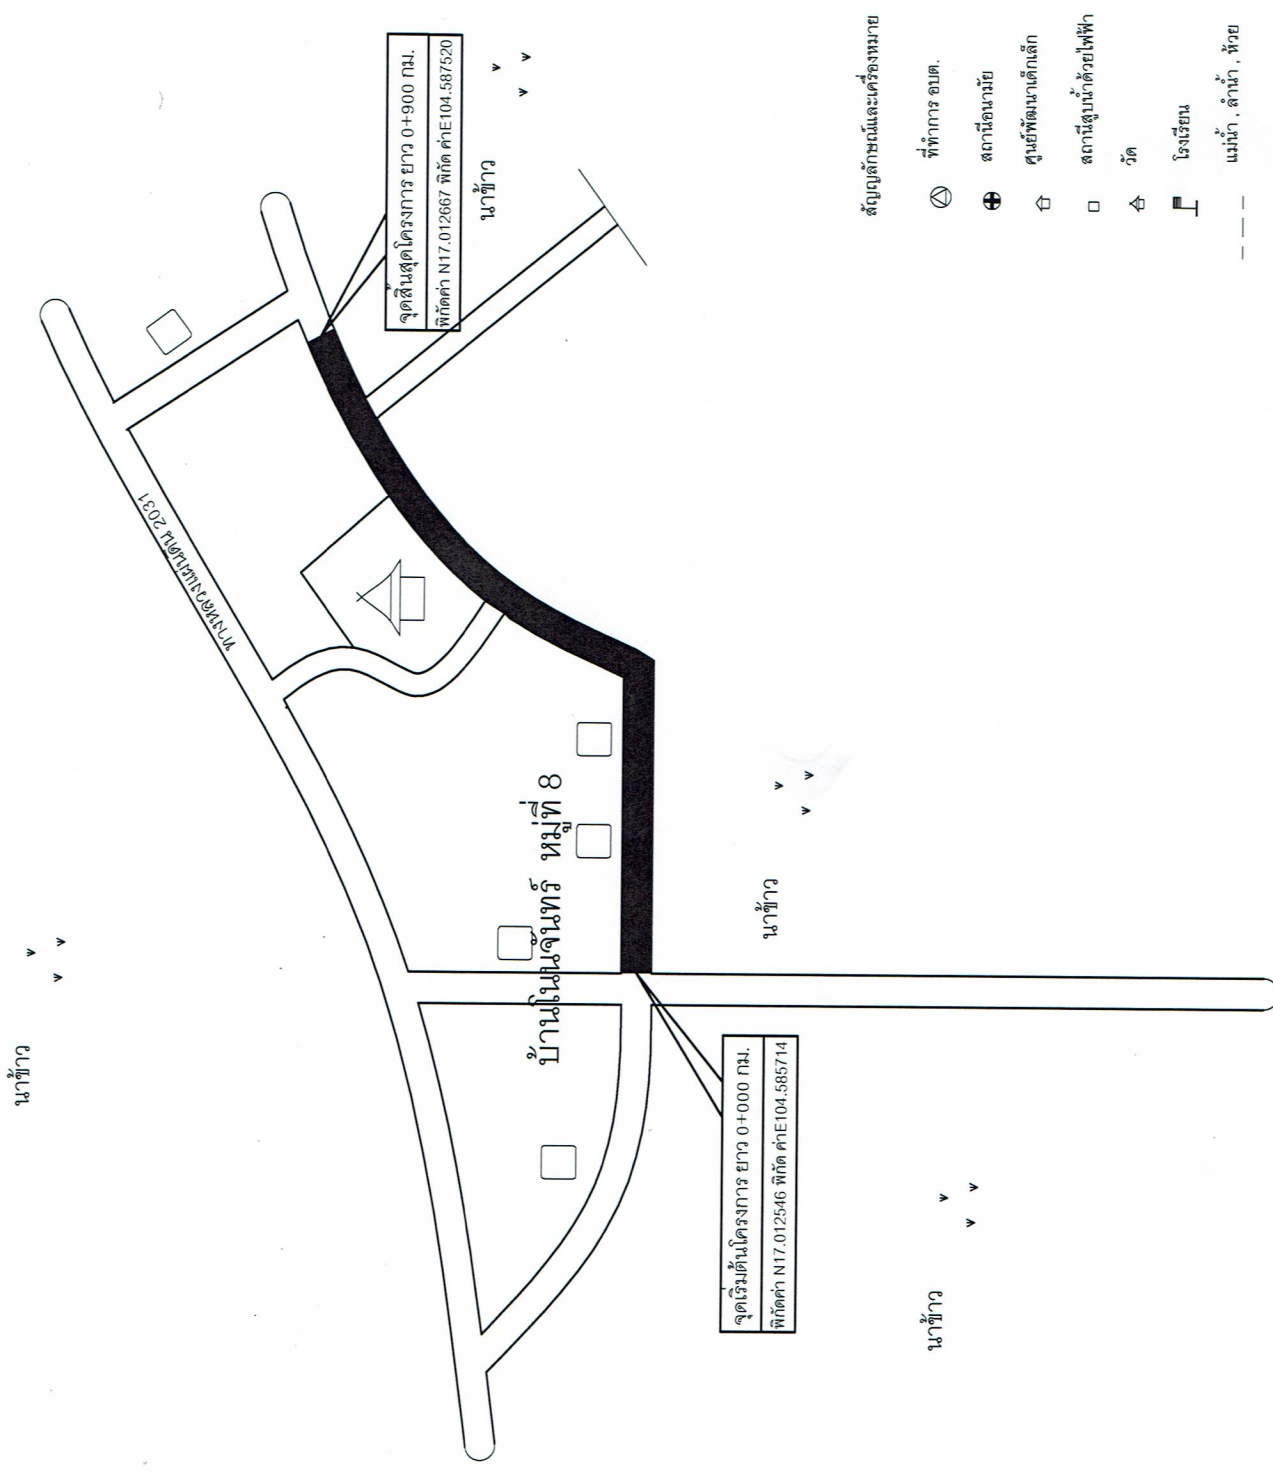 นาข้าว
ทางหลวงแผ่นดิน 2031
จุดสิ้นสุดโครงการ ยาว 0+900 กม.
พิกัดค่า N17.012667 พิกัด ค่าE104.587520
นาข้าว
บ้านโนนจันทร์ หมู่ที่ 8
จุดเริ่มต้นโครงการ ยาว 0+000 กม.
พิกัดค่า N17.012546 พิกัด ค่าE104.585714
นาข้าว
นาข้าว
สัญญลักษณ์และเครื่องหมาย
ที่ทำการ อบต.
สถานีอนามัย
ศูนย์พัฒนาเด็กเล็ก
สถานีสูบน้ำด้วยไฟฟ้า
วัด
โรงเรียน
แม่น้ำ , ลำน้ำ , ห้วย